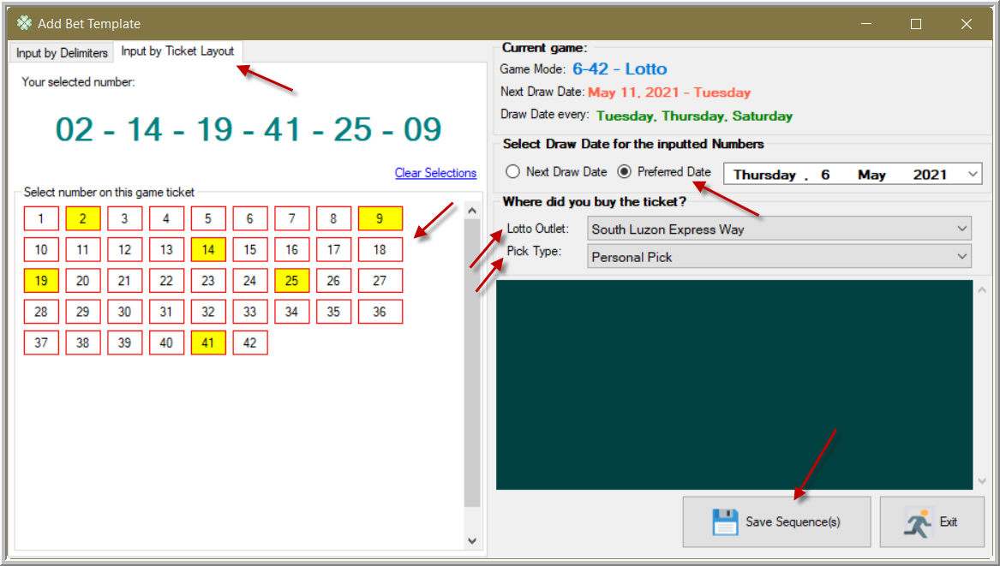 Add Bet Template
Input by Delimiters
Input by Ticket Layout
Your selected number:
02 - 14 - 19 - 41 - 25 - 09
Clear Selections
Select number on this game ticket
1 2 3 4 5 6 7 8 9
10 11 12 13 14 15 16 17 18
19 20 21 22 23 24 25 26 27
28 29 30 31 32 33 34 35 36
37 38 39 40 41 42
Current game:
Game Mode: 6-42 - Lotto
Next Draw Date: May 11, 2021 - Tuesday
Draw Date every: Tuesday, Thursday, Saturday
Select Draw Date for the inputted Numbers
Next Draw Date Preferred Date Thursday . 6 May 2021
Where did you buy the ticket?
Lotto Outlet: South Luzon Express Way
Pick Type: Personal Pick
Save Sequence(s)
Exit